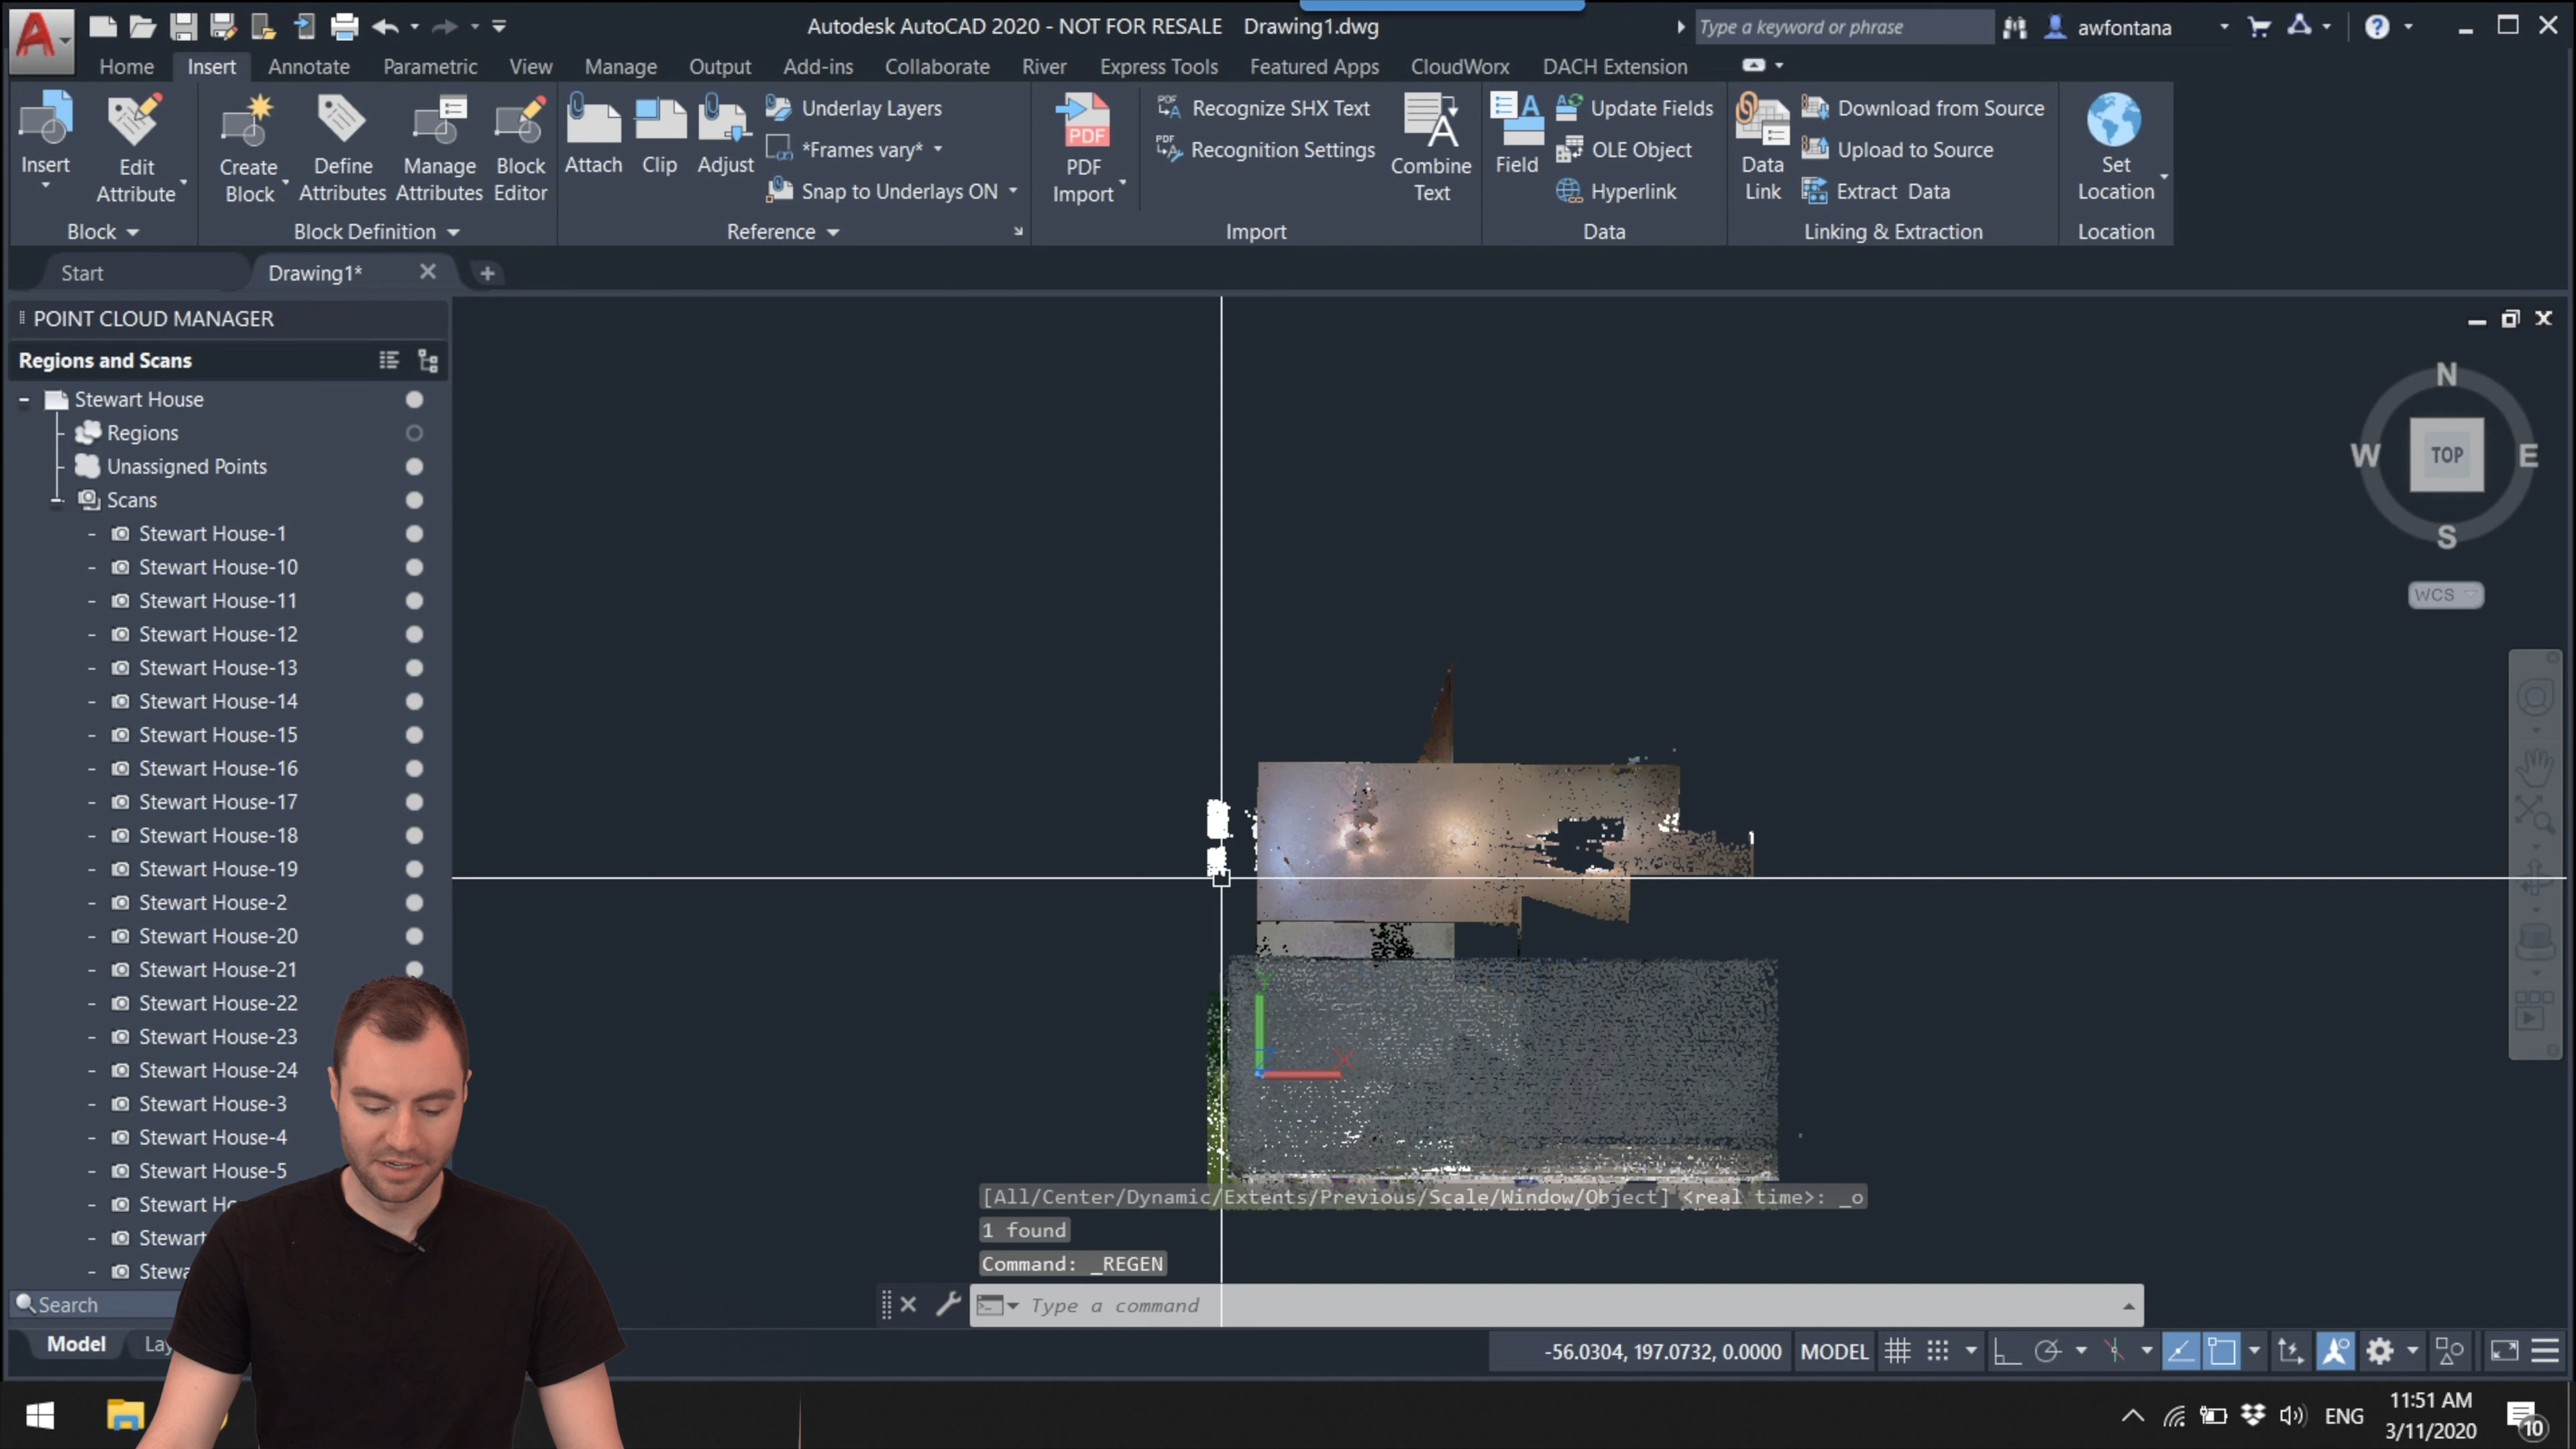 Autodesk AutoCAD 2020 - NOT FOR RESALE Drawing1.dwg
Type a keyword or phrase
awfontana
Home Insert Annotate Parametric View Manage Output Add-ins Collaborate River Express Tools Featured Apps CloudWorx DACH Extension
Insert
Edit Attribute
Create Block
Define Attributes
Manage Attributes
Block Editor
Attach
Clip
Adjust
Underlay Layers
*Frames vary*
Snap to Underlays ON
PDF
PDF Import
Recognize SHX Text
Recognition Settings
Combine Text
Field
Update Fields
OLE Object
Hyperlink
Data Link
Download from Source
Upload to Source
Extract Data
Set Location
Block
Block Definition
Reference
Import
Data
Linking & Extraction
Location
Start
Drawing1*
POINT CLOUD MANAGER
Regions and Scans
Stewart House
Regions
Unassigned Points
Scans
Stewart House-1
Stewart House-10
Stewart House-11
Stewart House-12
Stewart House-13
Stewart House-14
Stewart House-15
Stewart House-16
Stewart House-17
Stewart House-18
Stewart House-19
Stewart House-2
Stewart House-20
Stewart House-21
Stewart House-22
Stewart House-23
Stewart House-24
Stewart House-3
Stewart House-4
Stewart House-5
Stewart
Stewart
Search
N
W
TOP
E
S
WCS
Y
X
[All/Center/Dynamic/Extents/Previous/Scale/Window/Object] <real time>: _o
1 found
Command: _REGEN
Type a command
Model
-56.0304, 197.0732, 0.0000
MODEL
ENG
11:51 AM
3/11/2020
10